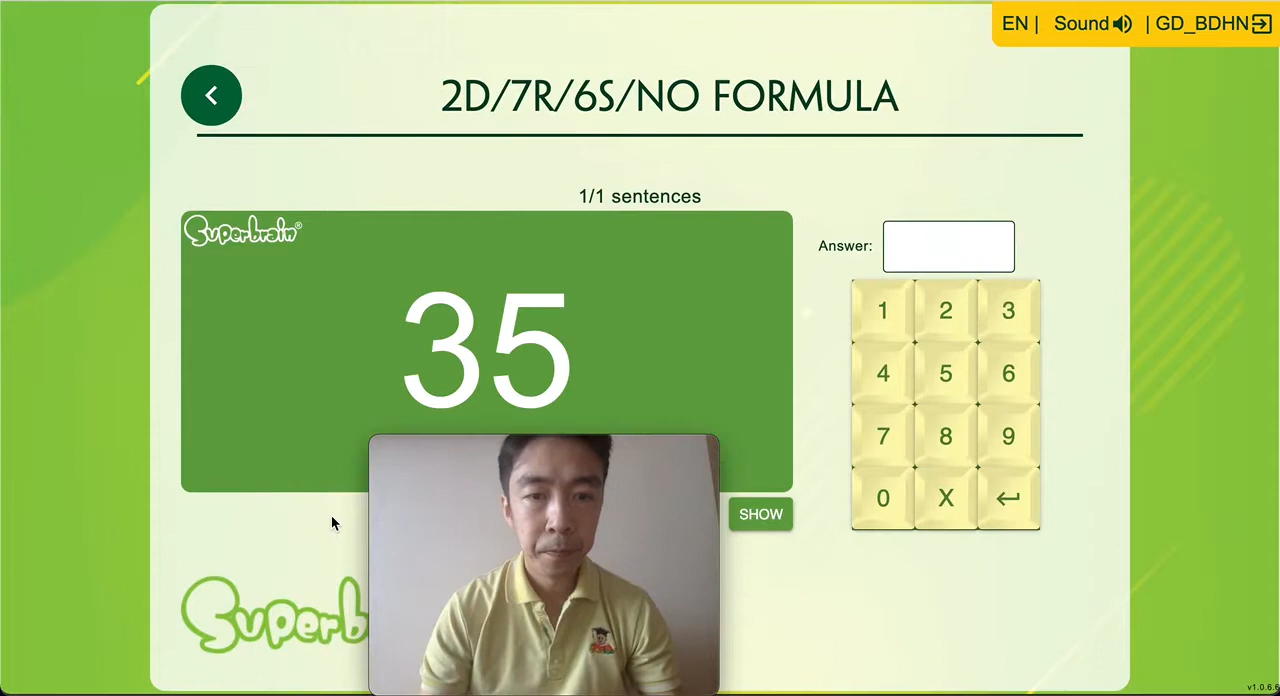 EN | Sound | GD_BDHN
2D/7R/6S/NO FORMULA
1/1 sentences
Superbrain®
35
Answer:
1 2 3
4 5 6
7 8 9
0 X
SHOW
Superb